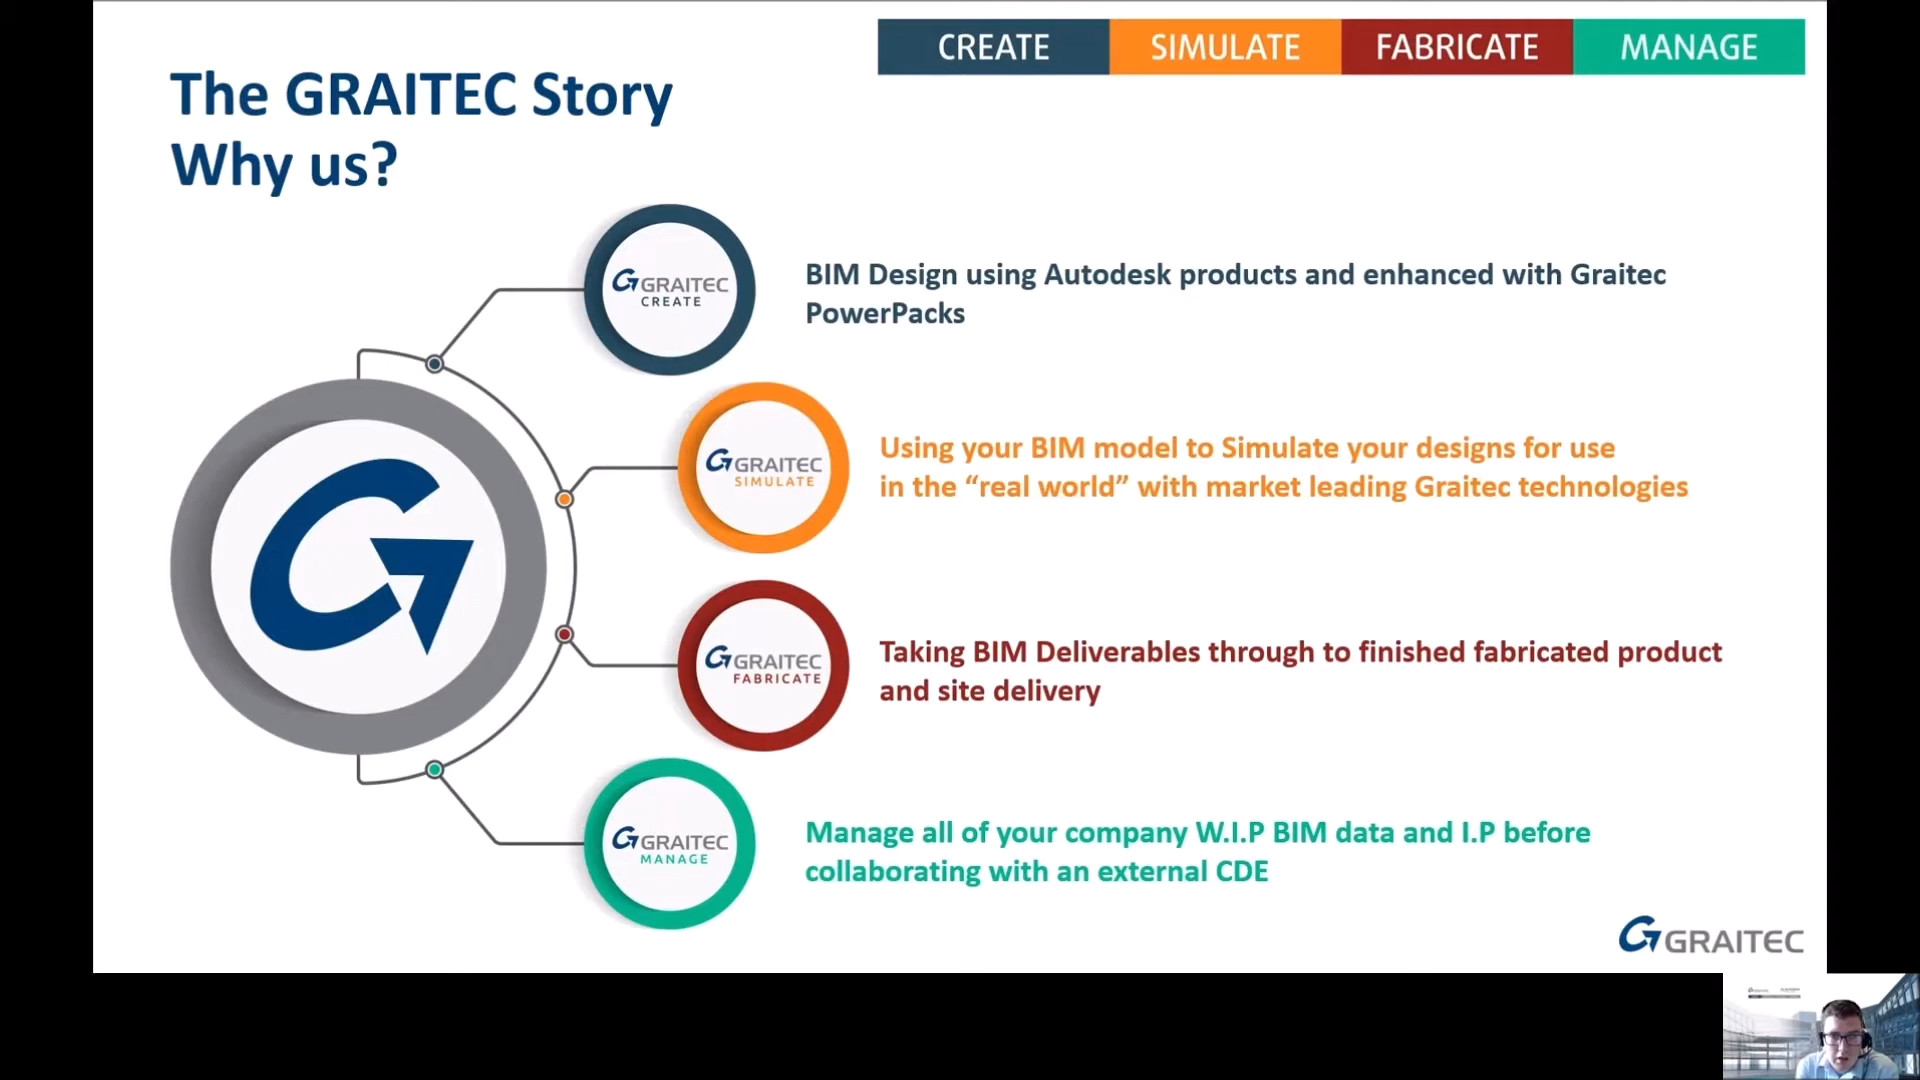 CREATE
SIMULATE
FABRICATE
MANAGE
The GRAITEC Story
Why us?
GRAITEC
CREATE
BIM Design using Autodesk products and enhanced with Graitec
PowerPacks
GRAITEC
SIMULATE
Using your BIM model to Simulate your designs for use
in the “real world” with market leading Graitec technologies
GRAITEC
FABRICATE
Taking BIM Deliverables through to finished fabricated product
and site delivery
GRAITEC
MANAGE
Manage all of your company W.I.P BIM data and I.P before
collaborating with an external CDE
GRAITEC